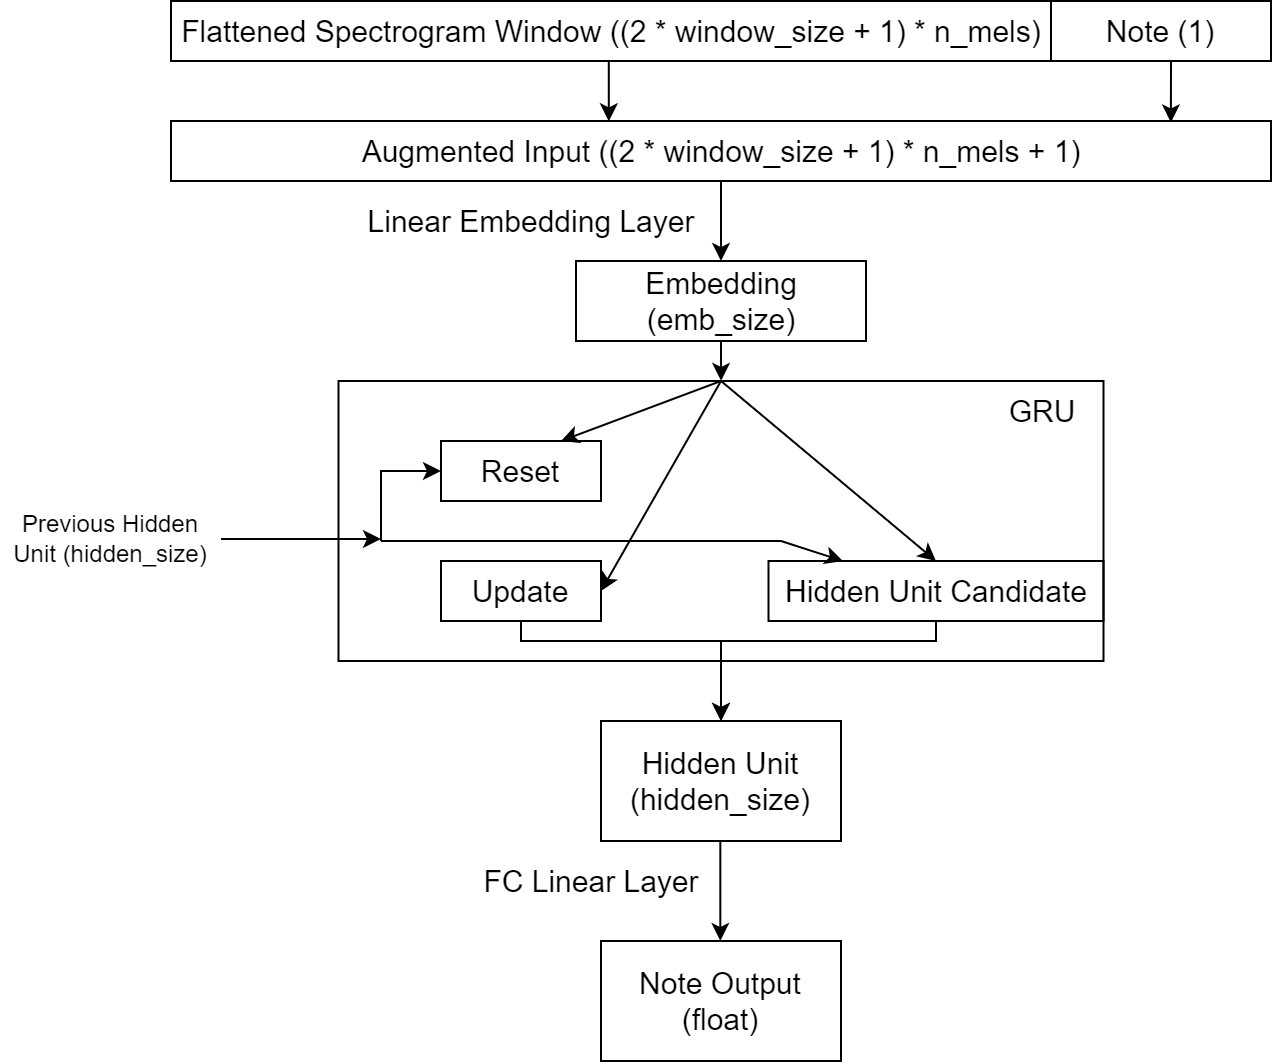 Flattened Spectrogram Window ((2 * window_size + 1) * n_mels)
Note (1)
Augmented Input ((2 * window_size + 1) * n_mels + 1)
Linear Embedding Layer
Embedding
(emb_size)
GRU
Reset
Previous Hidden
Unit (hidden_size)
Update
Hidden Unit Candidate
Hidden Unit
(hidden_size)
FC Linear Layer
Note Output
(float)